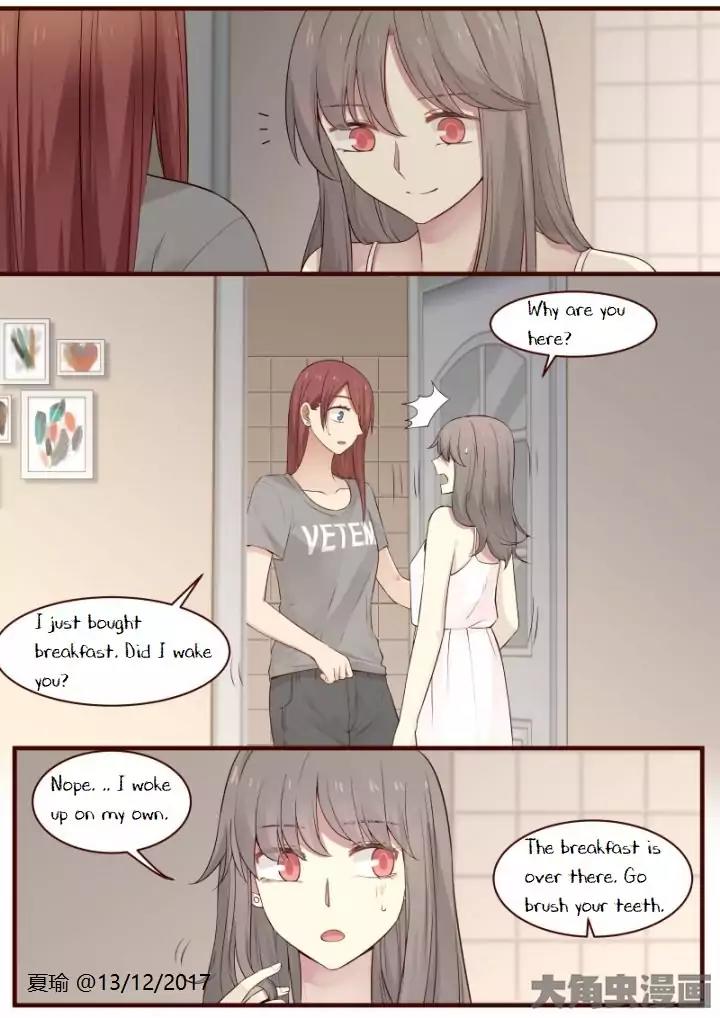 Why are you
here?
VETEN
I just bought
breakfast. Did I wake
you?
Nope. .. I woke
up on my own.
The breakfast is
over there. Go
brush your teeth.
夏瑜 @13/12/2017
大角虫漫画